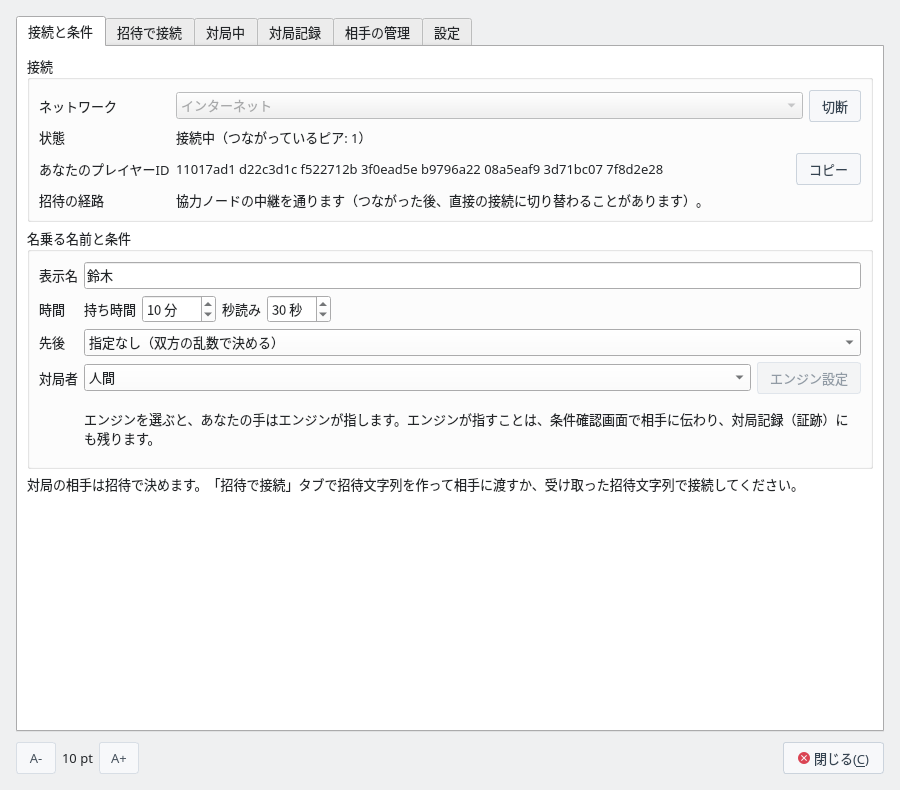 接続と条件 招待で接続 対局中 対局記録 相手の管理 設定
接続
ネットワーク インターネット 切断
状態 接続中（つながっているピア: 1）
あなたのプレイヤーID 11017ad1 d22c3d1c f522712b 3f0ead5e b9796a22 08a5eaf9 3d71bc07 7f8d2e28 コピー
招待の経路 協力ノードの中継を通ります（つながった後、直接の接続に切り替わることがあります）。
名乗る名前と条件
表示名 鈴木
時間 持ち時間 10 分 秒読み 30 秒
先後 指定なし（双方の乱数で決める）
対局者 人間 エンジン設定
エンジンを選ぶと、あなたの手はエンジンが指します。エンジンが指すことは、条件確認画面で相手に伝わり、対局記録（証跡）に
も残ります。
対局の相手は招待で決めます。「招待で接続」タブで招待文字列を作って相手に渡すか、受け取った招待文字列で接続してください。
A- 10 pt A+ 閉じる(C)